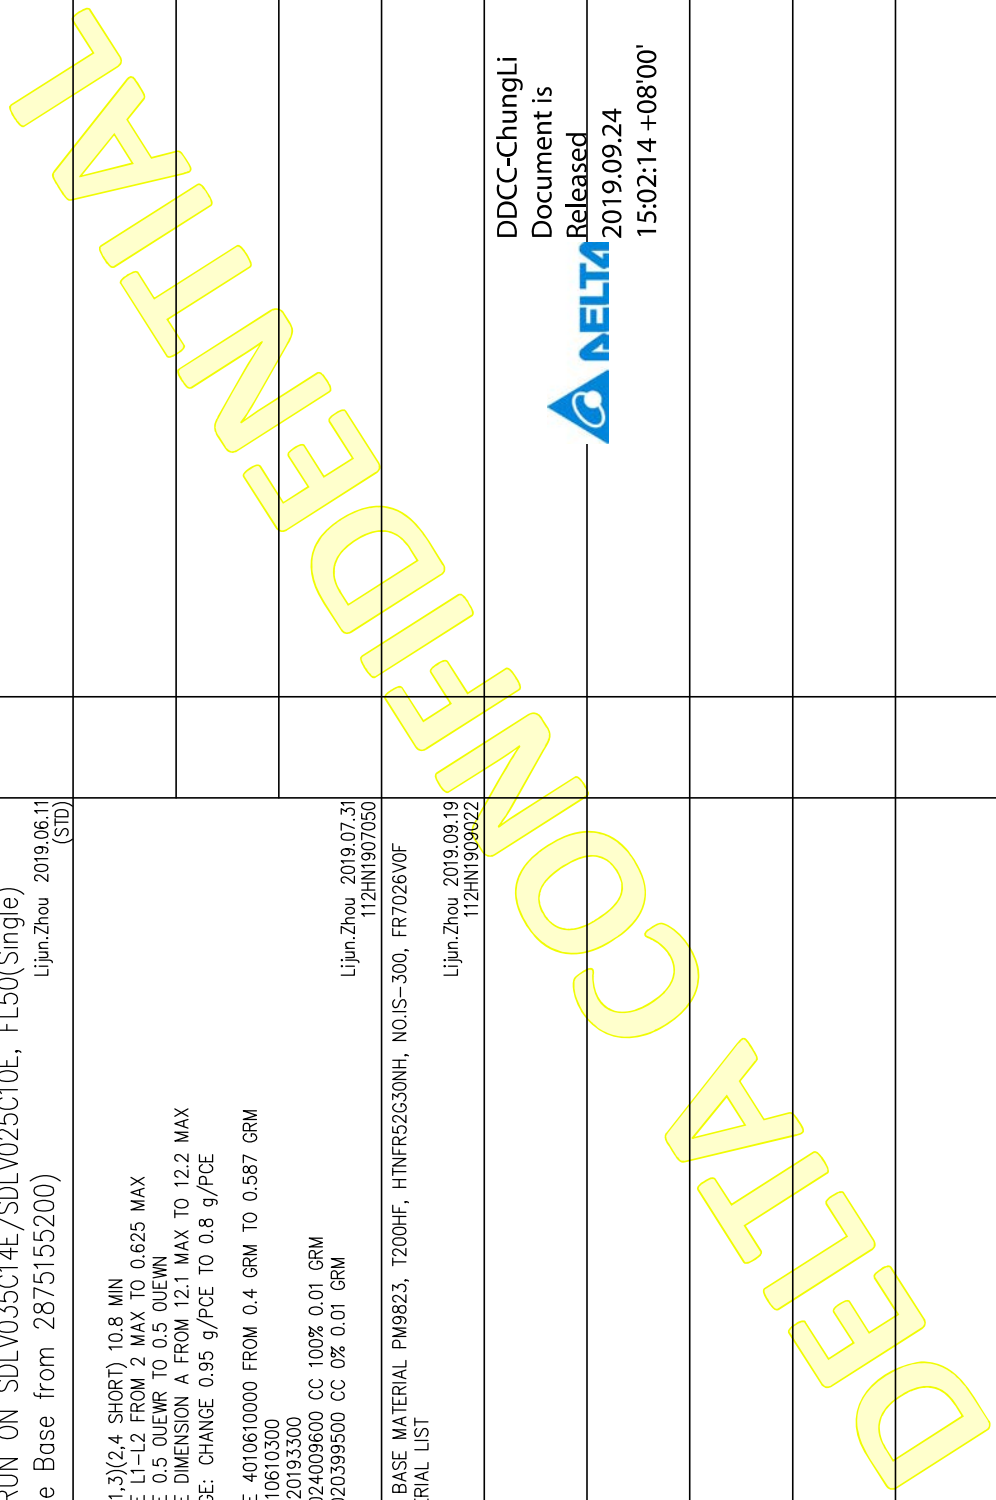 RUN ON SDLV035C14E/SDLV025C10E, FL50(Single)
e Base from 2875155200)
Lijun.Zhou 2019.06.11
(STD)
1,3)(2,4 SHORT) 10.8 MIN
E L1-L2 FROM 2 MAX TO 0.625 MAX
E 0.5 0UEWR TO 0.5 0UEWN
E DIMENSION A FROM 12.1 MAX TO 12.2 MAX
GE: CHANGE 0.95 g/PCE TO 0.8 g/PCE
E 4010610000 FROM 0.4 GRM TO 0.587 GRM
10610300
20193300
024009600 CC 100% 0.01 GRM
020399500 CC 0% 0.01 GRM
Lijun.Zhou 2019.07.31
112HN1907050
BASE MATERIAL PM9823, T200HF, HTNFR52G30NH, NO.IS-300, FR7026V0F
ERIAL LIST
Lijun.Zhou 2019.09.19
112HN1909022
DELTA CONFIDENTIAL
DELTA
DDCC-ChungLi
Document is
Released
2019.09.24
15:02:14 +08'00'